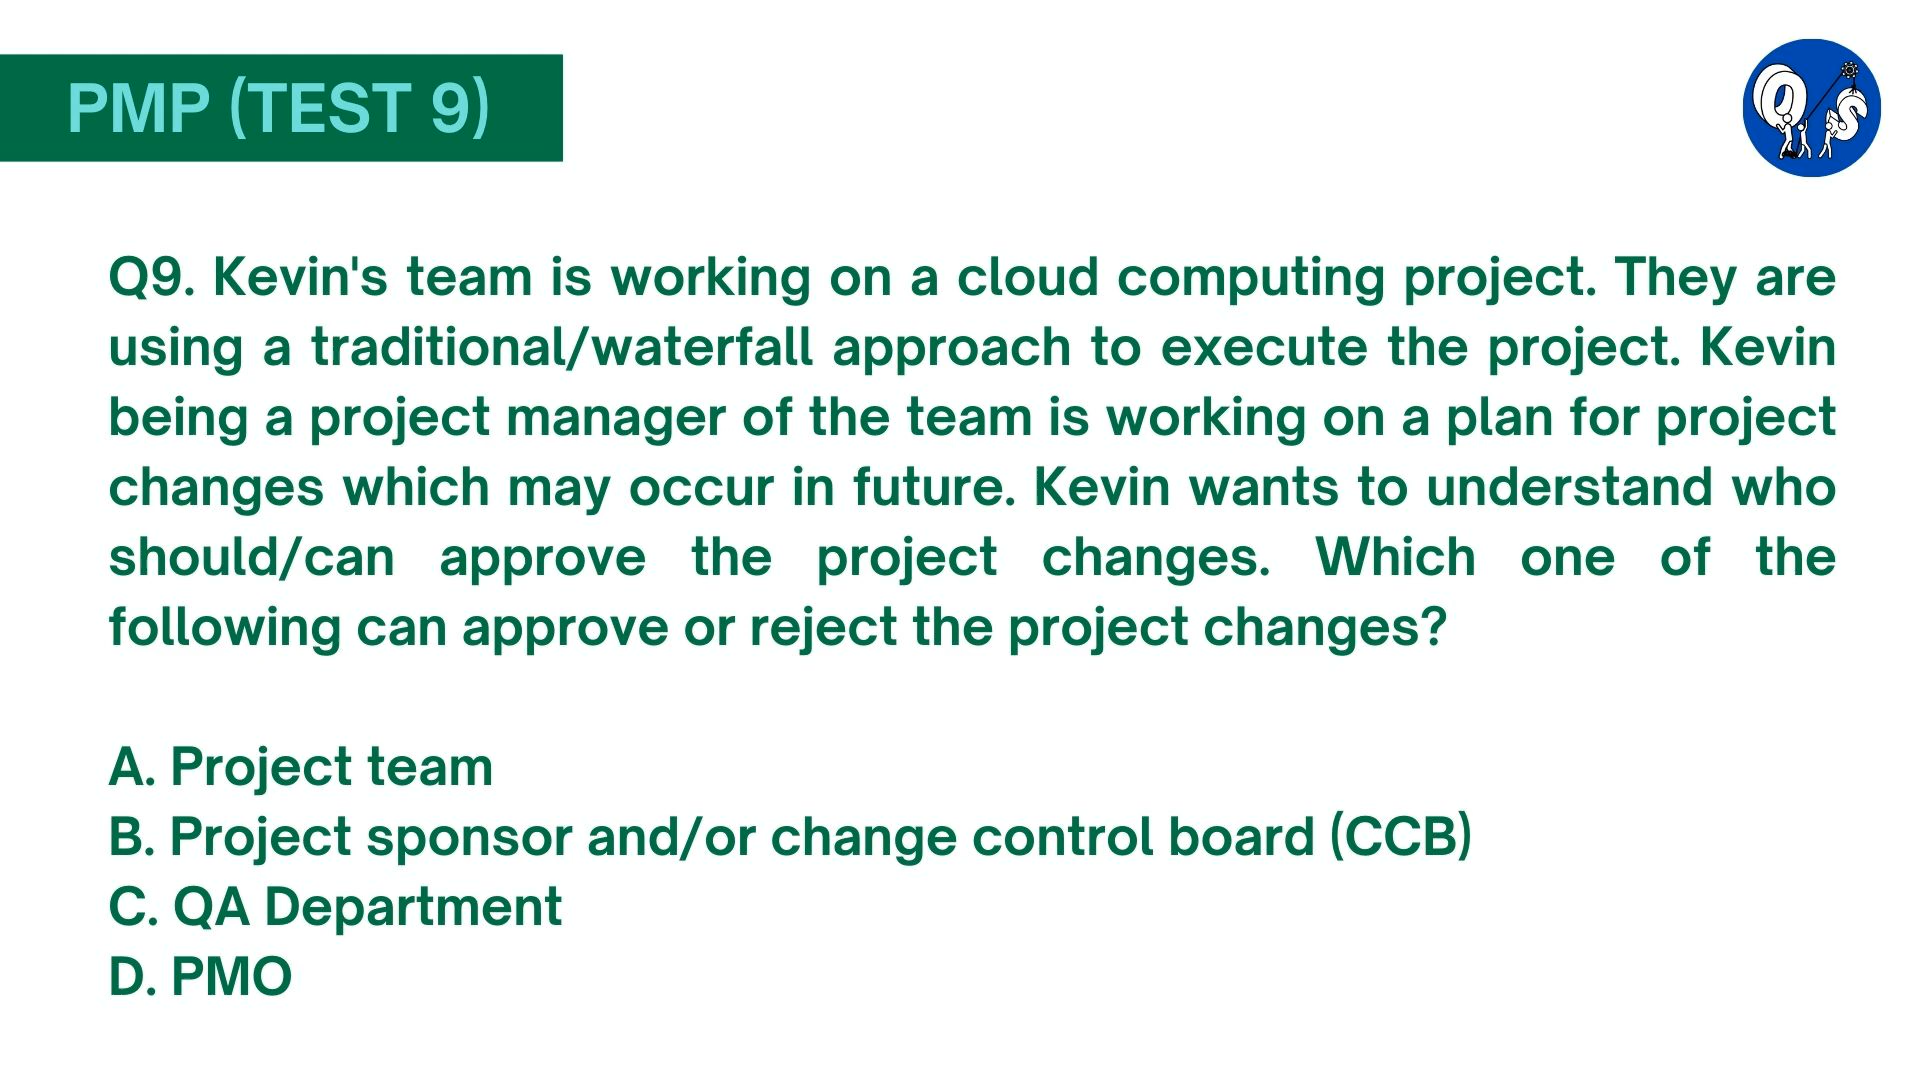 PMP (TEST 9)
QS
Q9. Kevin's team is working on a cloud computing project. They are
using a traditional/waterfall approach to execute the project. Kevin
being a project manager of the team is working on a plan for project
changes which may occur in future. Kevin wants to understand who
should/can approve the project changes. Which one of the
following can approve or reject the project changes?
A. Project team
B. Project sponsor and/or change control board (CCB)
C. QA Department
D. PMO